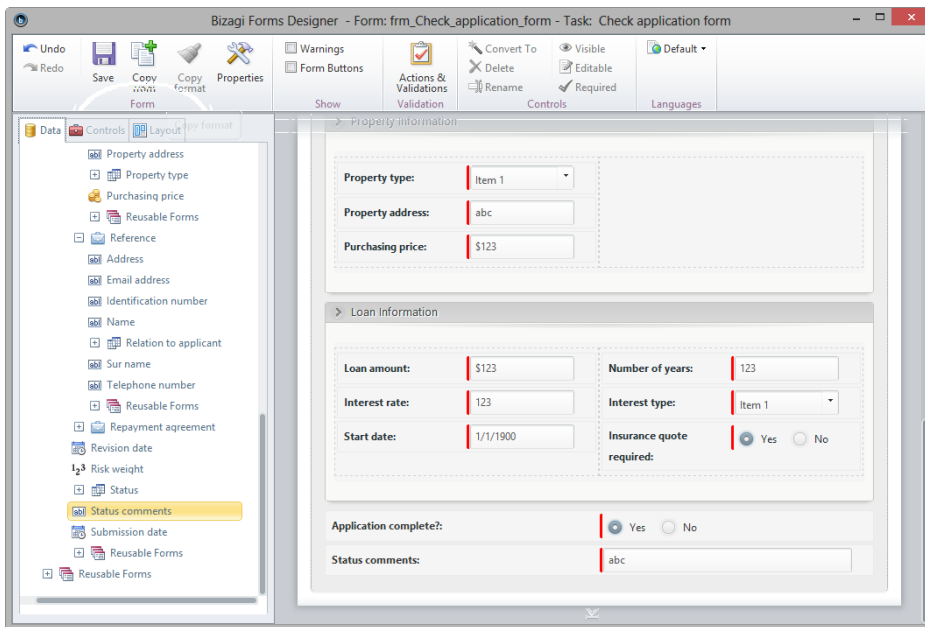 Bizagi Forms Designer - Form: frm_Check_application_form - Task: Check application form
Undo
Redo
Save
Copy from
Copy format
Properties
Form
Warnings
Form Buttons
Show
Actions & Validations
Validation
Convert To
Delete
Rename
Visible
Editable
Required
Controls
Default
Languages
Data
Controls
Layout
Copy format
Property address
Property type
Purchasing price
Reusable Forms
Reference
Address
Email address
Identification number
Name
Relation to applicant
Sur name
Telephone number
Reusable Forms
Repayment agreement
Revision date
Risk weight
Status
Status comments
Submission date
Reusable Forms
Reusable Forms
Property Information
Property type: Item 1
Property address: abc
Purchasing price: $123
Loan Information
Loan amount: $123
Number of years: 123
Interest rate: 123
Interest type: Item 1
Start date: 1/1/1900
Insurance quote required: Yes No
Application complete?: Yes No
Status comments: abc